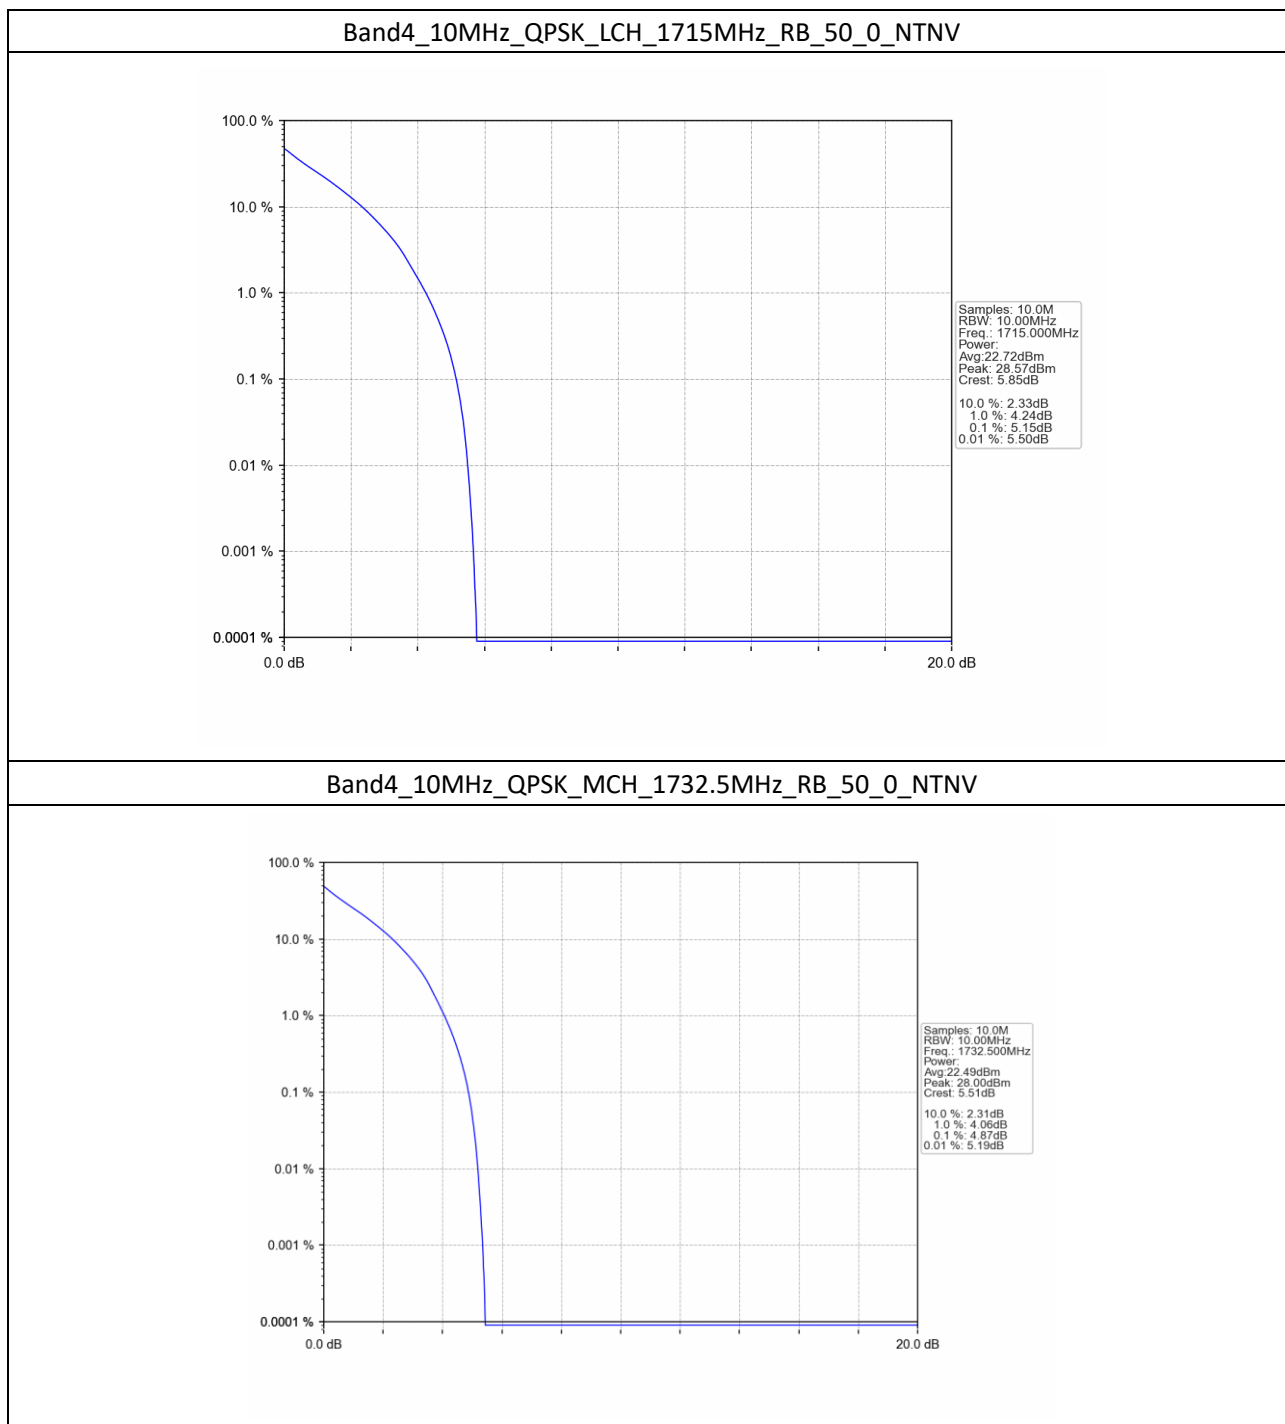 Band4_10MHz_QPSK_LCH_1715MHz_RB_50_0_NTNV
100.0 %
10.0 %
1.0 %
0.1 %
0.01 %
0.001 %
0.0001 %
0.0 dB
20.0 dB
Samples: 10.0M
RBW: 10.00MHz
Freq.: 1715.000MHz
Power:
Avg:22.72dBm
Peak: 28.57dBm
Crest: 5.85dB
10.0 %: 2.33dB
1.0 %: 4.24dB
0.1 %: 5.15dB
0.01 %: 5.50dB
Band4_10MHz_QPSK_MCH_1732.5MHz_RB_50_0_NTNV
100.0 %
10.0 %
1.0 %
0.1 %
0.01 %
0.001 %
0.0001 %
0.0 dB
20.0 dB
Samples: 10.0M
RBW: 10.00MHz
Freq.: 1732.500MHz
Power:
Avg:22.49dBm
Peak: 28.00dBm
Crest: 5.51dB
10.0 %: 2.31dB
1.0 %: 4.06dB
0.1 %: 4.87dB
0.01 %: 5.19dB